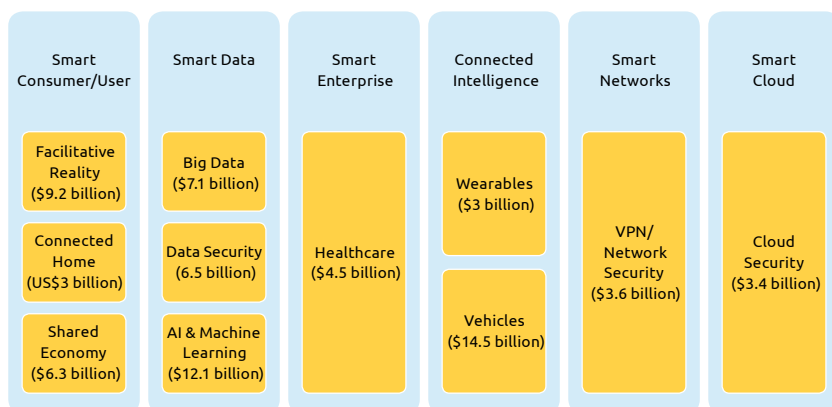 Smart
Consumer/User
Smart Data
Smart
Enterprise
Connected
Intelligence
Smart
Networks
Smart
Cloud
Facilitative
Reality
($9.2 billion)
Connected
Home
(US$3 billion)
Shared
Economy
($6.3 billion)
Big Data
($7.1 billion)
Data Security
(6.5 billion)
AI & Machine
Learning
($12.1 billion)
Healthcare
($4.5 billion)
Wearables
($3 billion)
Vehicles
($14.5 billion)
VPN/
Network
Security
($3.6 billion)
Cloud
Security
($3.4 billion)